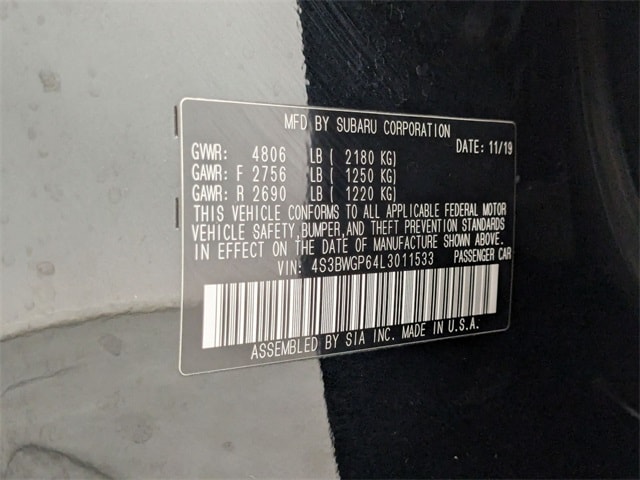 MFD BY SUBARU CORPORATION
DATE: 11/19
GVWR: 4806 LB ( 2180 KG)
GAWR: F 2756 LB ( 1250 KG)
GAWR: R 2690 LB ( 1220 KG)
THIS VEHICLE CONFORMS TO ALL APPLICABLE FEDERAL MOTOR
VEHICLE SAFETY,BUMPER,AND THEFT PREVENTION STANDARDS
IN EFFECT ON THE DATE OF MANUFACTURE SHOWN ABOVE.
VIN: 4S3BWGP64L3011533 PASSENGER CAR
ASSEMBLED BY SIA INC. MADE IN U.S.A.